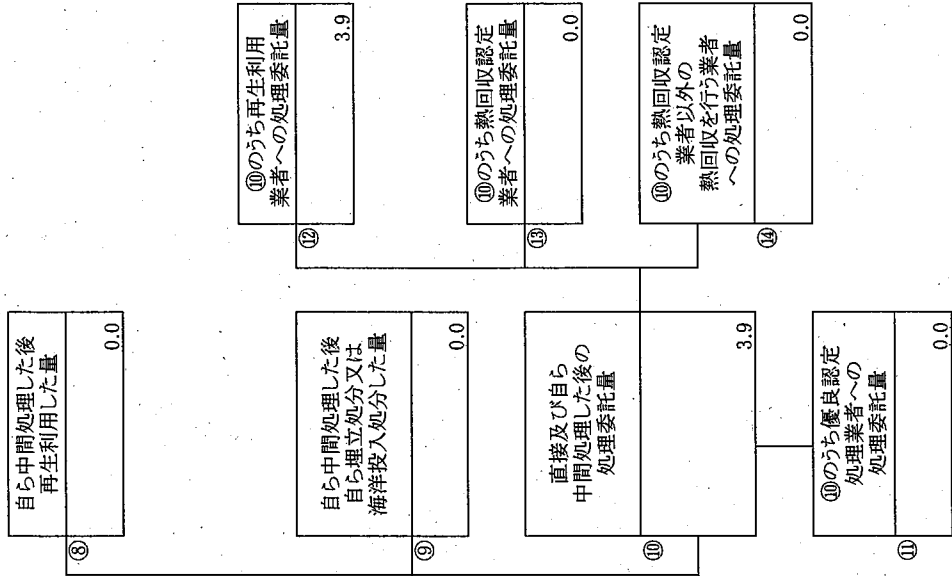 自ら中間処理した後
再生利用した量
⑧
0.0
自ら中間処理した後
自ら埋立処分又は
海洋投入処分した量
⑨
0.0
直接及び自ら
中間処理した後の
処理委託量
⑩
3.9
⑩のうち優良認定
処理業者への
処理委託量
⑪
0.0
⑩のうち再生利用
業者への処理委託量
⑫
3.9
⑩のうち熱回収認定
業者への処理委託量
⑬
0.0
⑩のうち熱回収認定
業者以外の
熱回収を行う業者
への処理委託量
⑭
0.0